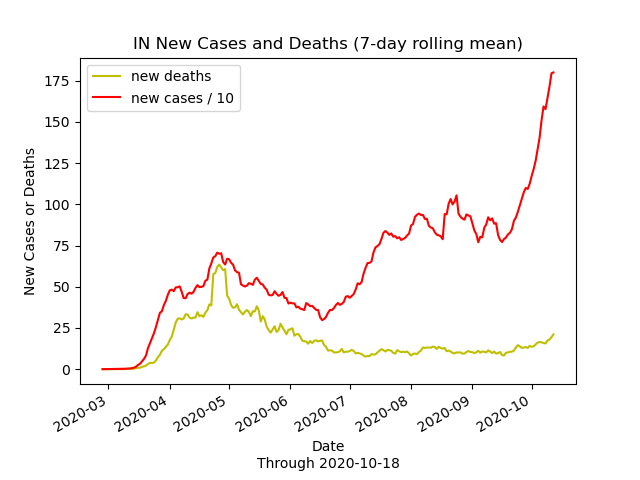 IN New Cases and Deaths (7-day rolling mean)
new deaths
new cases / 10
New Cases or Deaths
175
150
125
100
75
50
25
0
2020-03
2020-04
2020-05
2020-06
2020-07
2020-08
2020-09
2020-10
Date
Through 2020-10-18